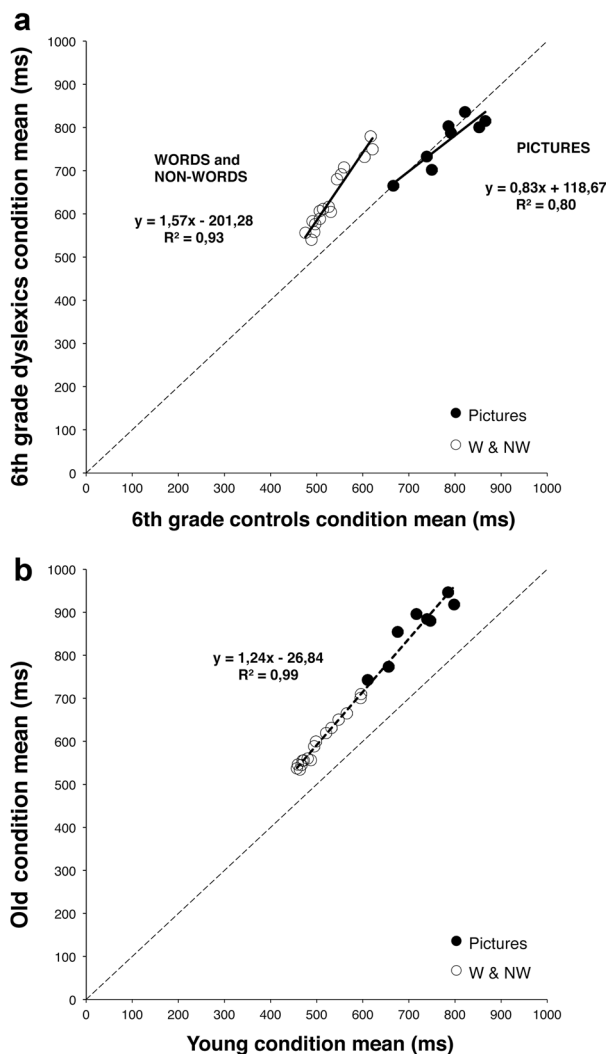 a
6th grade dyslexics condition mean (ms)
1000
900
800
700
600
500
400
300
200
100
0
WORDS and
NON-WORDS
y = 1,57x - 201,28
R² = 0,93
PICTURES
y = 0,83x + 118,67
R² = 0,80
Pictures
W & NW
0 100 200 300 400 500 600 700 800 900 1000
6th grade controls condition mean (ms)
b
Old condition mean (ms)
1000
900
800
700
600
500
400
300
200
100
0
y = 1,24x - 26,84
R² = 0,99
Pictures
W & NW
0 100 200 300 400 500 600 700 800 900 1000
Young condition mean (ms)